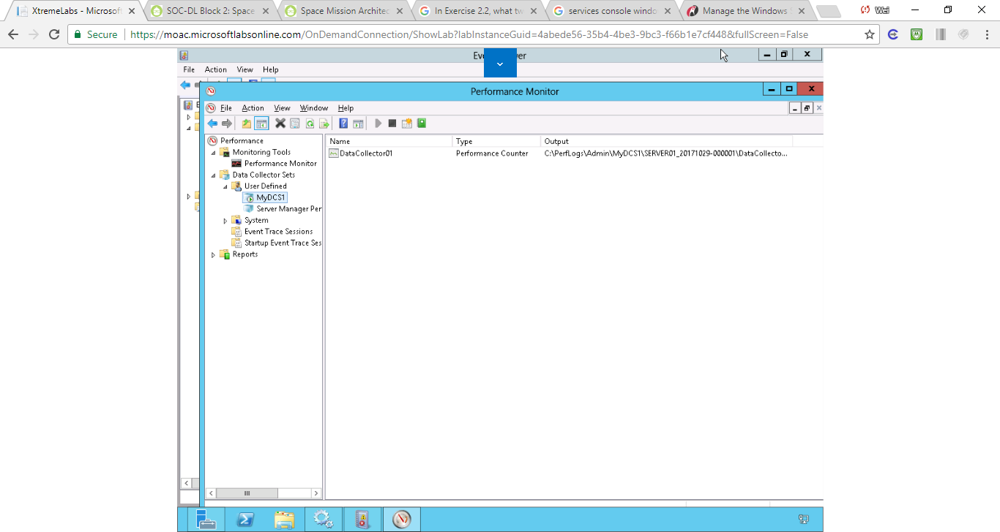 XtremeLabs - Microsof
SOC-DL Block 2: Space
Space Mission Architec
In Exercise 2.2, what tw
services console windo
Manage the Windows
Wei
Secure
https://moac.microsoftlabsonline.com/OnDemandConnection/ShowLab?labInstanceGuid=4abede56-35b4-4be3-9bc3-f66b1e7cf448&fullScreen=False
Ev er
File Action View Help
Performance Monitor
File Action View Window Help
Performance
Monitoring Tools
Performance Monitor
Data Collector Sets
User Defined
MyDCS1
Server Manager Per
System
Event Trace Sessions
Startup Event Trace Ses
Reports
Name Type Output
DataCollector01 Performance Counter C:\PerfLogs\Admin\MyDCS1\SERVER01_20171029-000001\DataCollecto...